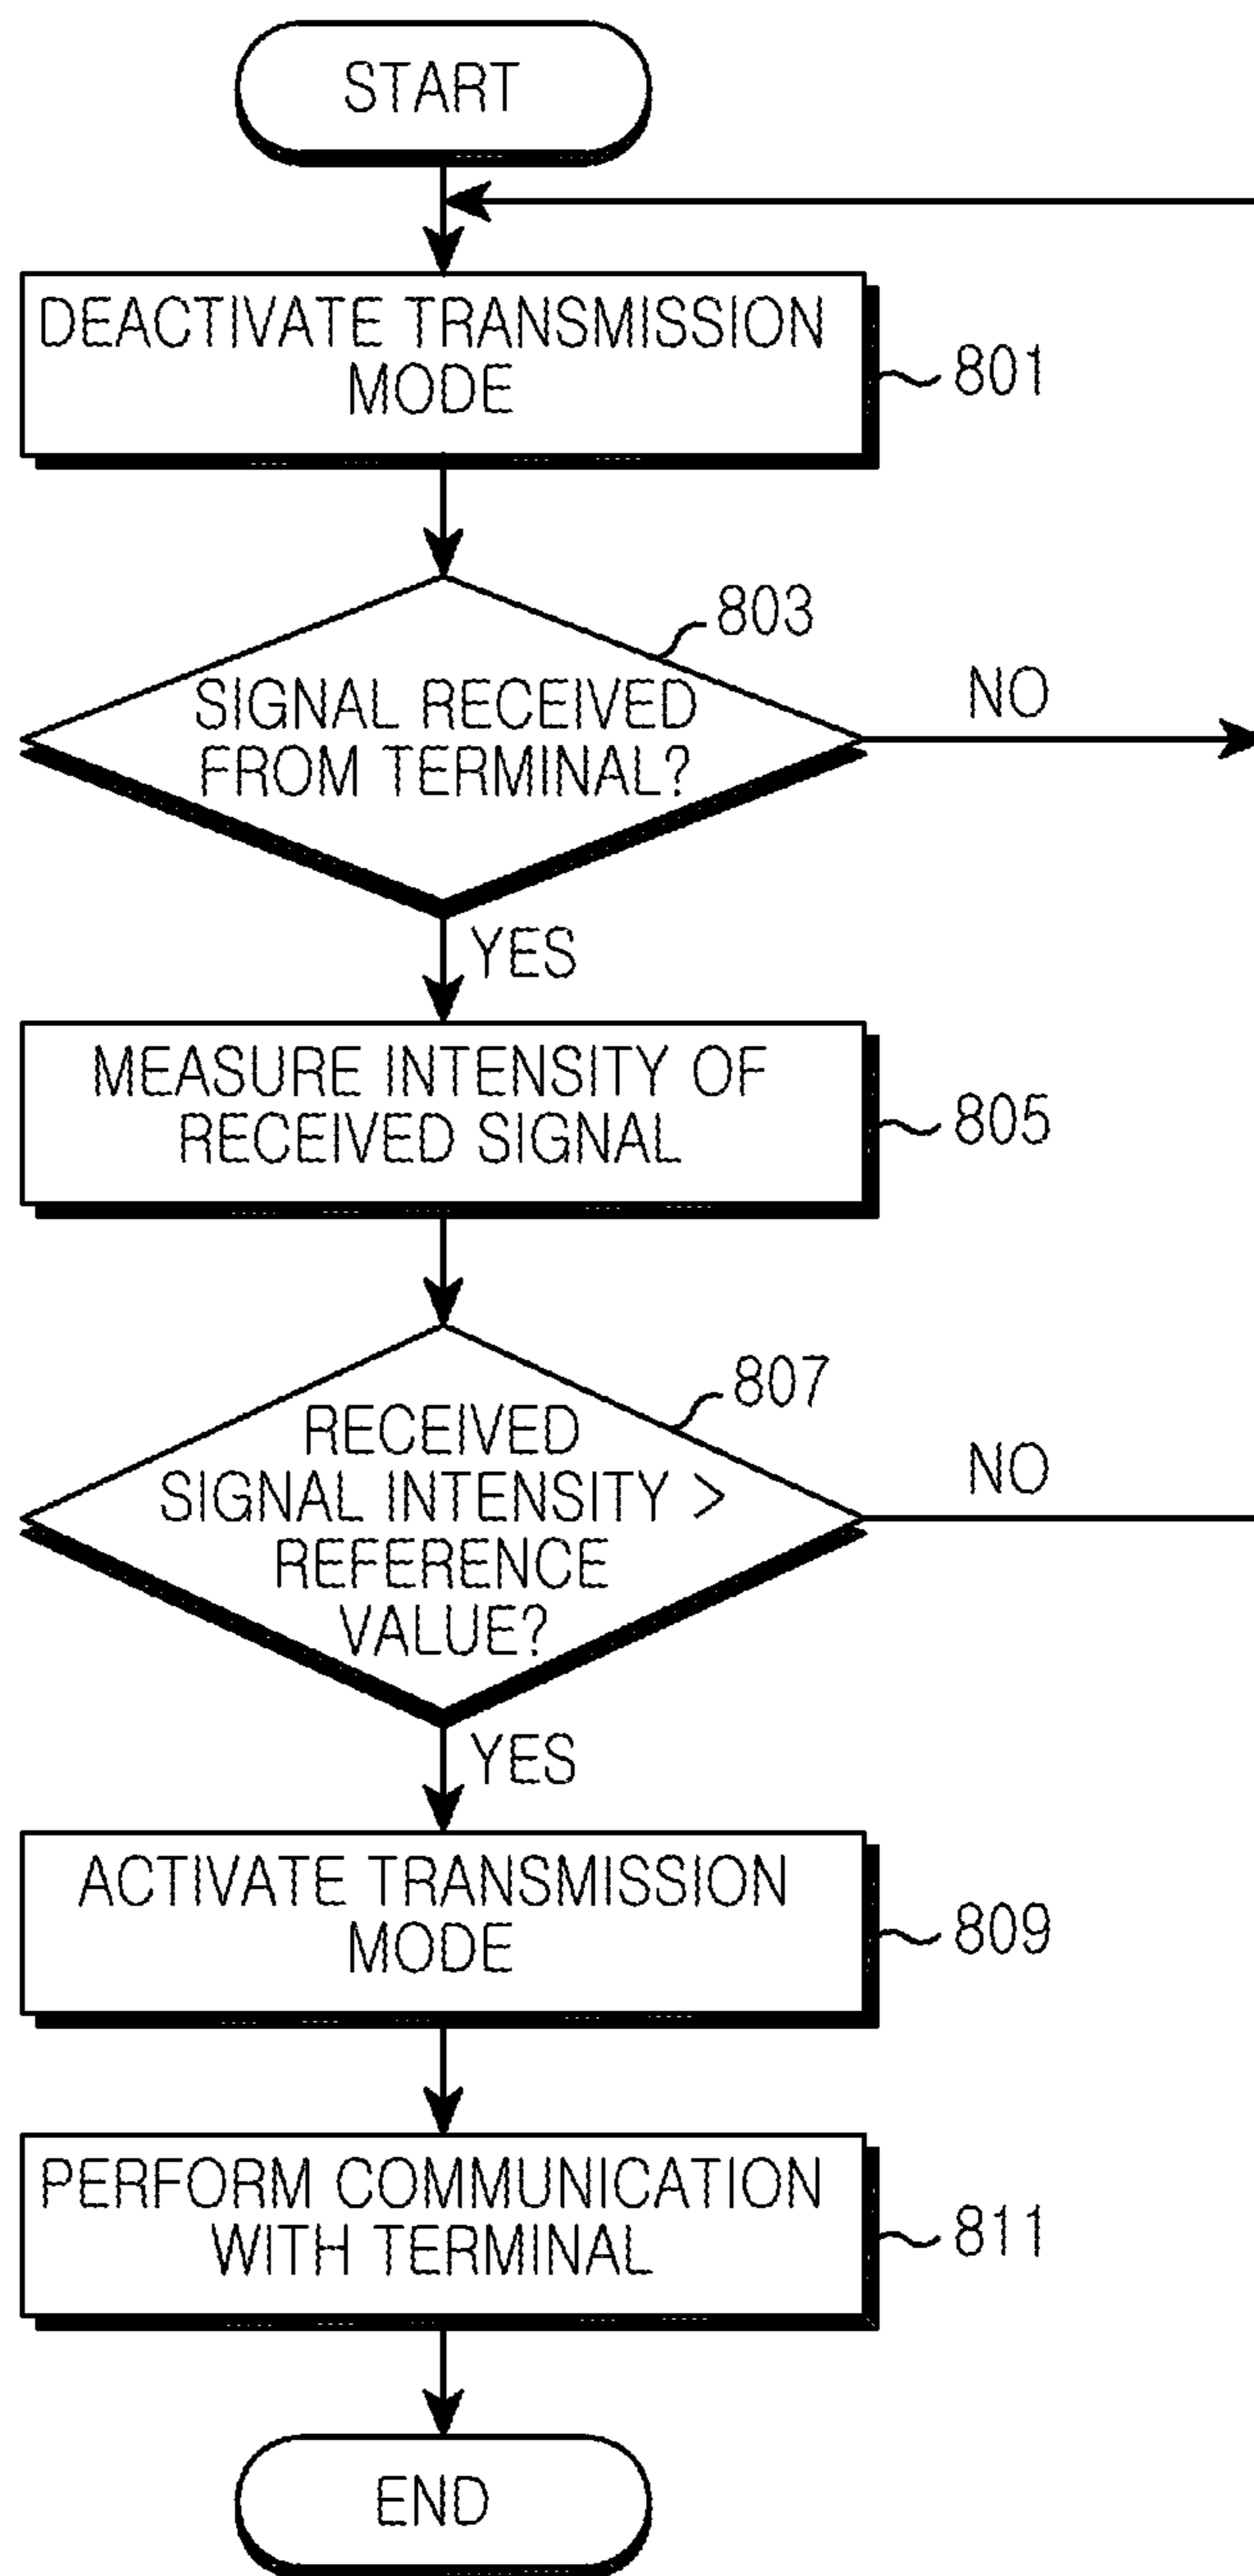 START
DEACTIVATE TRANSMISSION
MODE
801
803
SIGNAL RECEIVED
FROM TERMINAL?
NO
YES
MEASURE INTENSITY OF
RECEIVED SIGNAL
805
807
RECEIVED
SIGNAL INTENSITY >
REFERENCE
VALUE?
NO
YES
ACTIVATE TRANSMISSION
MODE
809
PERFORM COMMUNICATION
WITH TERMINAL
811
END